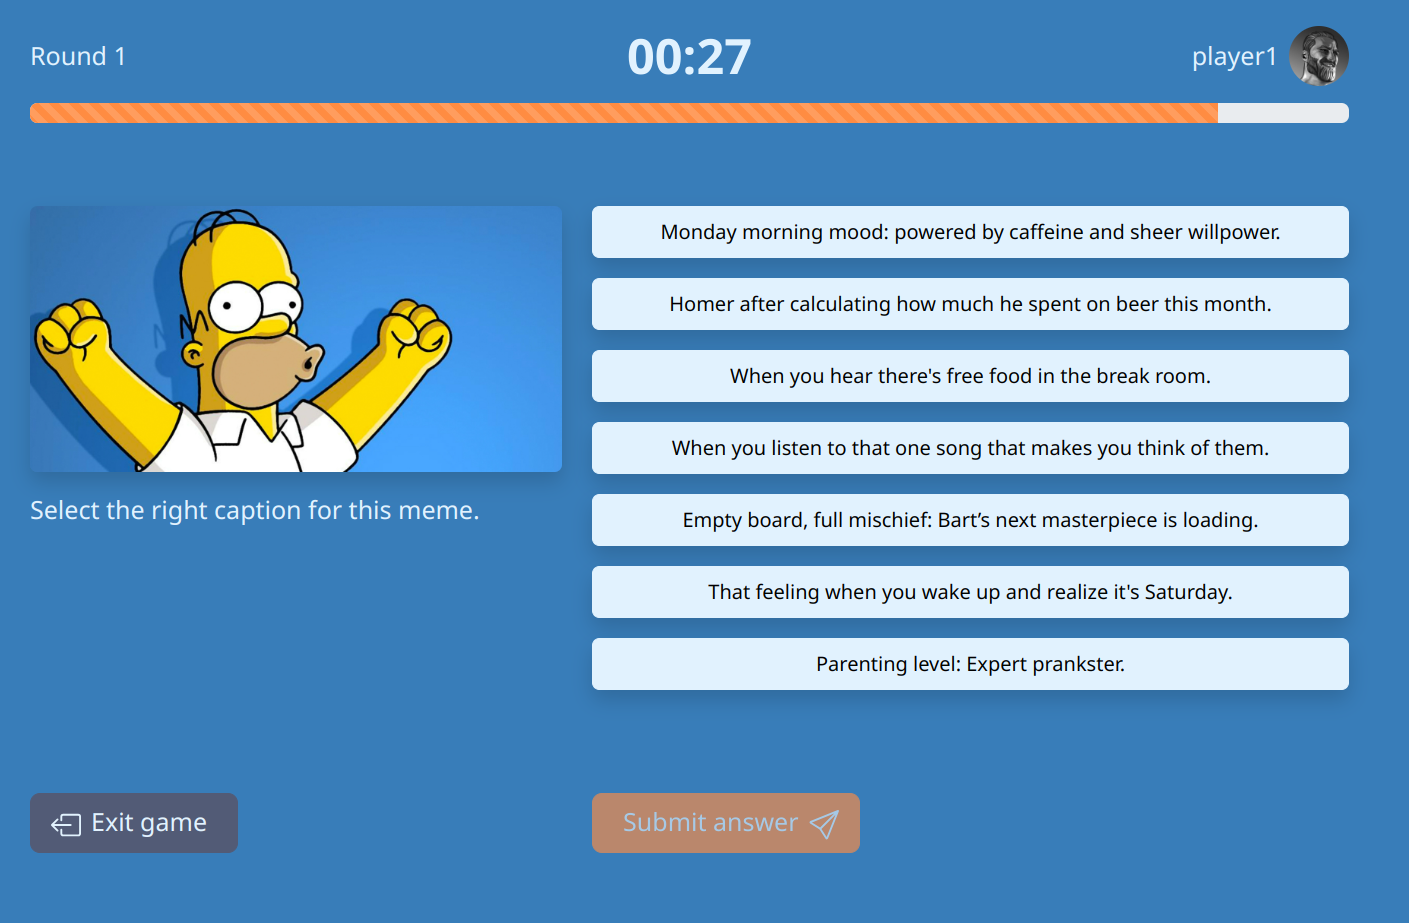 Round 1
00:27
player1
Monday morning mood: powered by caffeine and sheer willpower.
Homer after calculating how much he spent on beer this month.
When you hear there's free food in the break room.
When you listen to that one song that makes you think of them.
Empty board, full mischief: Bart’s next masterpiece is loading.
That feeling when you wake up and realize it's Saturday.
Parenting level: Expert prankster.
Select the right caption for this meme.
Exit game
Submit answer